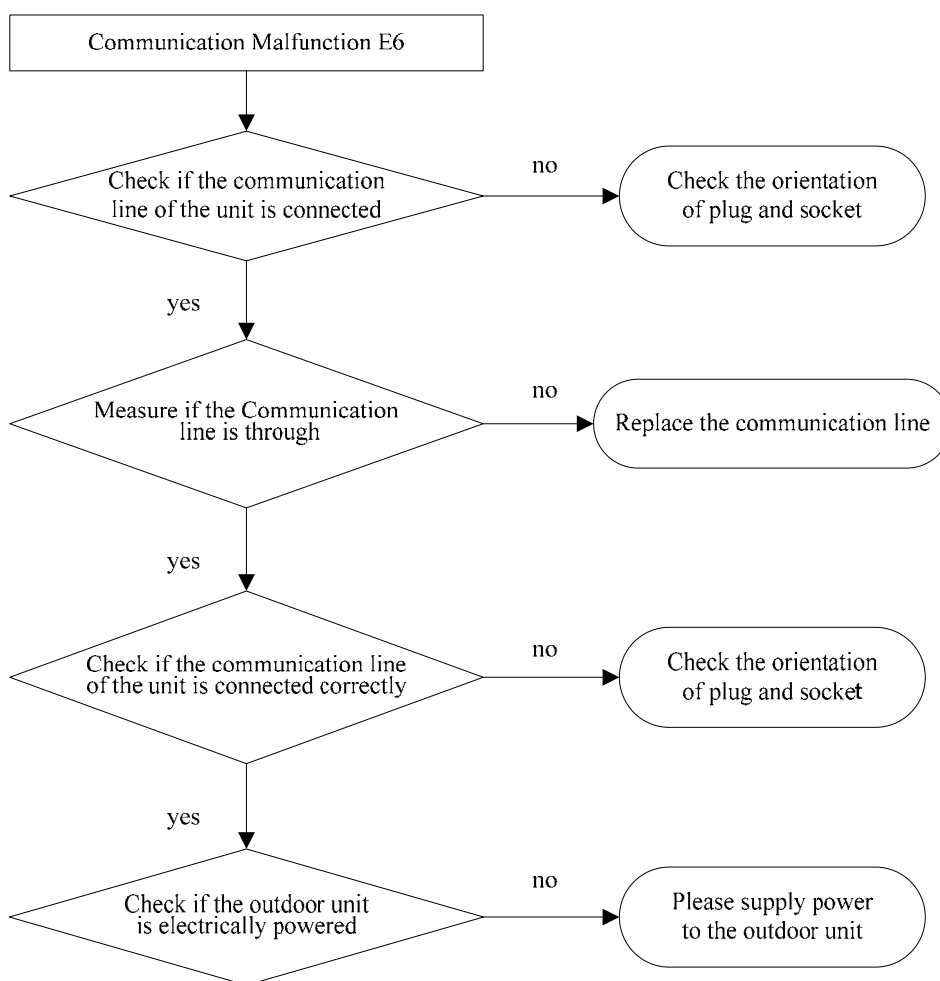 Communication Malfunction E6
Check if the communication
line of the unit is connected
no
Check the orientation
of plug and socket
yes
Measure if the Communication
line is through
no
Replace the communication line
yes
Check if the communication line
of the unit is connected correctly
no
Check the orientation
of plug and socket
yes
Check if the outdoor unit
is electrically powered
no
Please supply power
to the outdoor unit